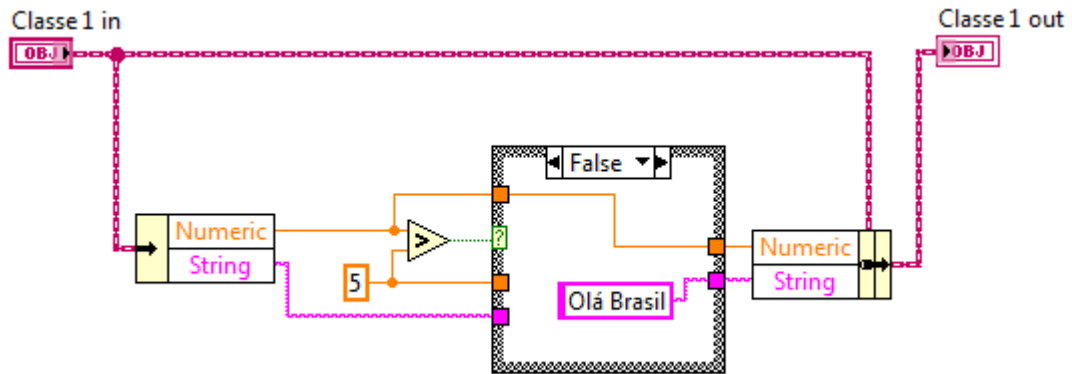 Classe 1 in
OBJ
Classe 1 out
OBJ
False
Numeric
String
>
?
5
Olá Brasil
Numeric
String